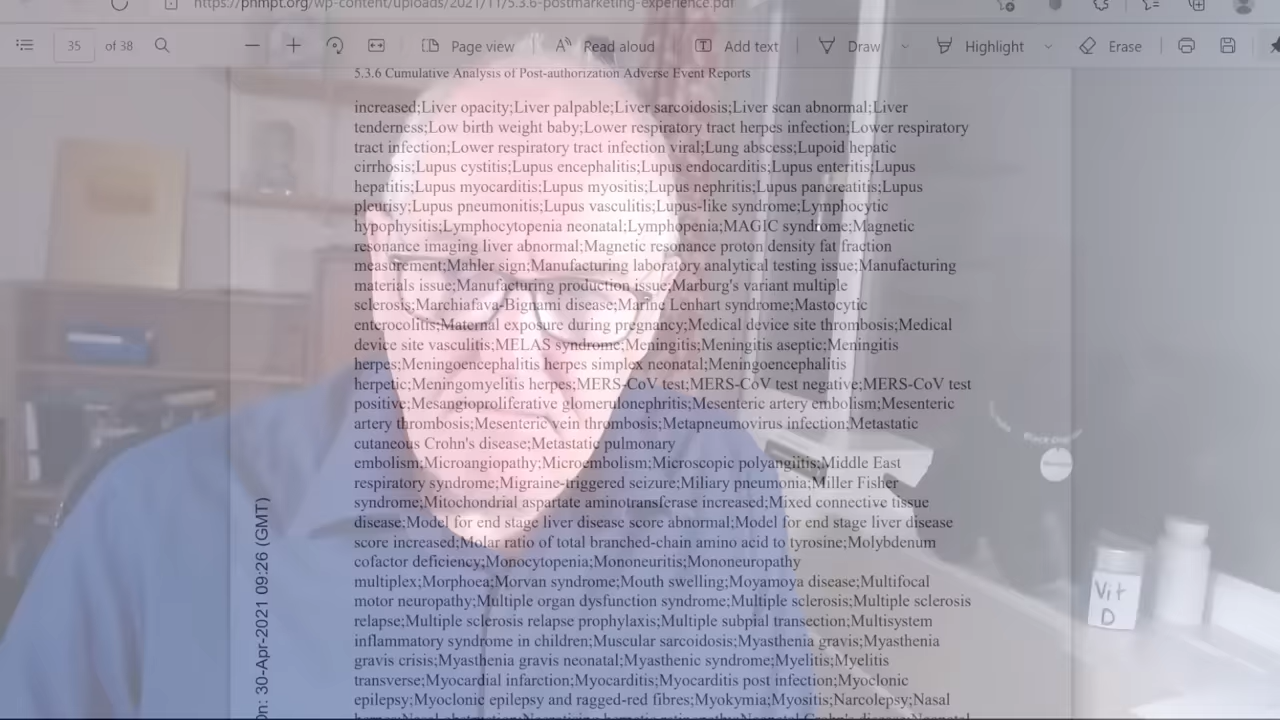 https://phmpt.org/wp-content/uploads/2021/11/5.3.6-postmarketing-experience.pdf
35 of 38 Page view Read aloud Add text Draw Highlight Erase
5.3.6 Cumulative Analysis of Post-authorization Adverse Event Reports
increased;Liver opacity;Liver palpable;Liver sarcoidosis;Liver scan abnormal;Liver
tenderness;Low birth weight baby;Lower respiratory tract herpes infection;Lower respiratory
tract infection;Lower respiratory tract infection viral;Lung abscess;Lupoid hepatic
cirrhosis;Lupus cystitis;Lupus encephalitis;Lupus endocarditis;Lupus enteritis;Lupus
hepatitis;Lupus myocarditis;Lupus myositis;Lupus nephritis;Lupus pancreatitis;Lupus
pleurisy;Lupus pneumonitis;Lupus vasculitis;Lupus-like syndrome;Lymphocytic
hypophysitis;Lymphocytopenia neonatal;Lymphopenia;MAGIC syndrome;Magnetic
resonance imaging liver abnormal;Magnetic resonance proton density fat fraction
measurement;Mahler sign;Manufacturing laboratory analytical testing issue;Manufacturing
materials issue;Manufacturing production issue;Marburg's variant multiple
sclerosis;Marchiafava-Bignami disease;Marine Lenhart syndrome;Mastocytic
enterocolitis;Maternal exposure during pregnancy;Medical device site thrombosis;Medical
device site vasculitis;MELAS syndrome;Meningitis;Meningitis aseptic;Meningitis
herpes;Meningoencephalitis herpes simplex neonatal;Meningoencephalitis
herpetic;Meningomyelitis herpes;MERS-CoV test;MERS-CoV test negative;MERS-CoV test
positive;Mesangioproliferative glomerulonephritis;Mesenteric artery embolism;Mesenteric
artery thrombosis;Mesenteric vein thrombosis;Metapneumovirus infection;Metastatic
cutaneous Crohn's disease;Metastatic pulmonary
embolism;Microangiopathy;Microembolism;Microscopic polyangiitis;Middle East
respiratory syndrome;Migraine-triggered seizure;Miliary pneumonia;Miller Fisher
syndrome;Mitochondrial aspartate aminotransferase increased;Mixed connective tissue
disease;Model for end stage liver disease score abnormal;Model for end stage liver disease
score increased;Molar ratio of total branched-chain amino acid to tyrosine;Molybdenum
cofactor deficiency;Monocytopenia;Mononeuritis;Mononeuropathy
multiplex;Morphoea;Morvan syndrome;Mouth swelling;Moyamoya disease;Multifocal
motor neuropathy;Multiple organ dysfunction syndrome;Multiple sclerosis;Multiple sclerosis
relapse;Multiple sclerosis relapse prophylaxis;Multiple subpial transection;Multisystem
inflammatory syndrome in children;Muscular sarcoidosis;Myasthenia gravis;Myasthenia
gravis crisis;Myasthenia gravis neonatal;Myasthenic syndrome;Myelitis;Myelitis
transverse;Myocardial infarction;Myocarditis;Myocarditis post infection;Myoclonic
epilepsy;Myoclonic epilepsy and ragged-red fibres;Myokymia;Myositis;Narcolepsy;Nasal
On: 30-Apr-2021 09:26 (GMT)
Vit
D